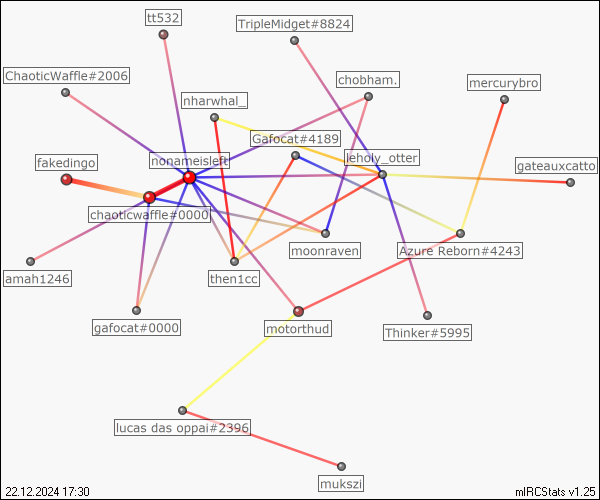 tt532
TripleMidget#8824
ChaoticWaffle#2006
chobham.
mercurybro
nharwhal_
Gafocat#4189
fakedingo
nonameisleft
leholy_otter
gateauxcatto
chaoticwaffle#0000
moonraven
Azure Reborn#4243
amah1246
then1cc
gafocat#0000
motorthud
Thinker#5995
lucas das oppai#2396
mukszi
22.12.2024 17:30
mIRCStats v1.25